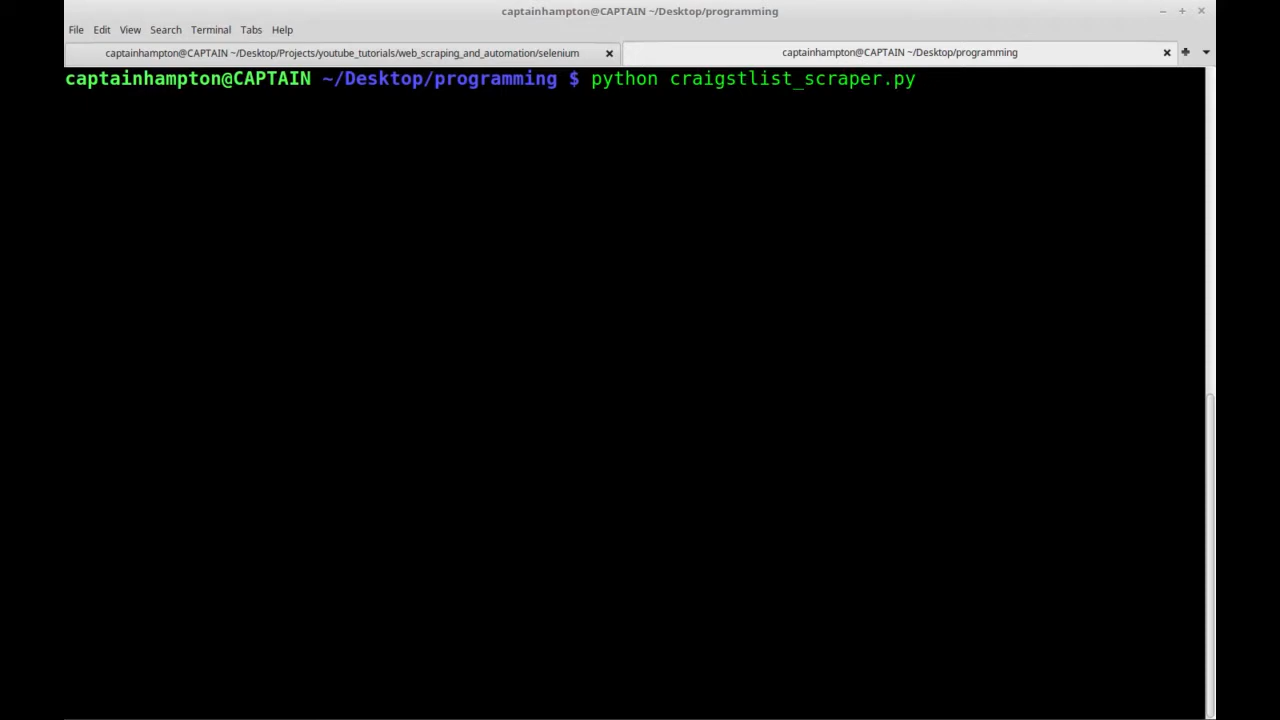 captainhampton@CAPTAIN ~/Desktop/programming
File Edit View Search Terminal Tabs Help
captainhampton@CAPTAIN ~/Desktop/Projects/youtube_tutorials/web_scraping_and_automation/selenium
captainhampton@CAPTAIN ~/Desktop/programming
captainhampton@CAPTAIN ~/Desktop/programming $ python craigstlist_scraper.py